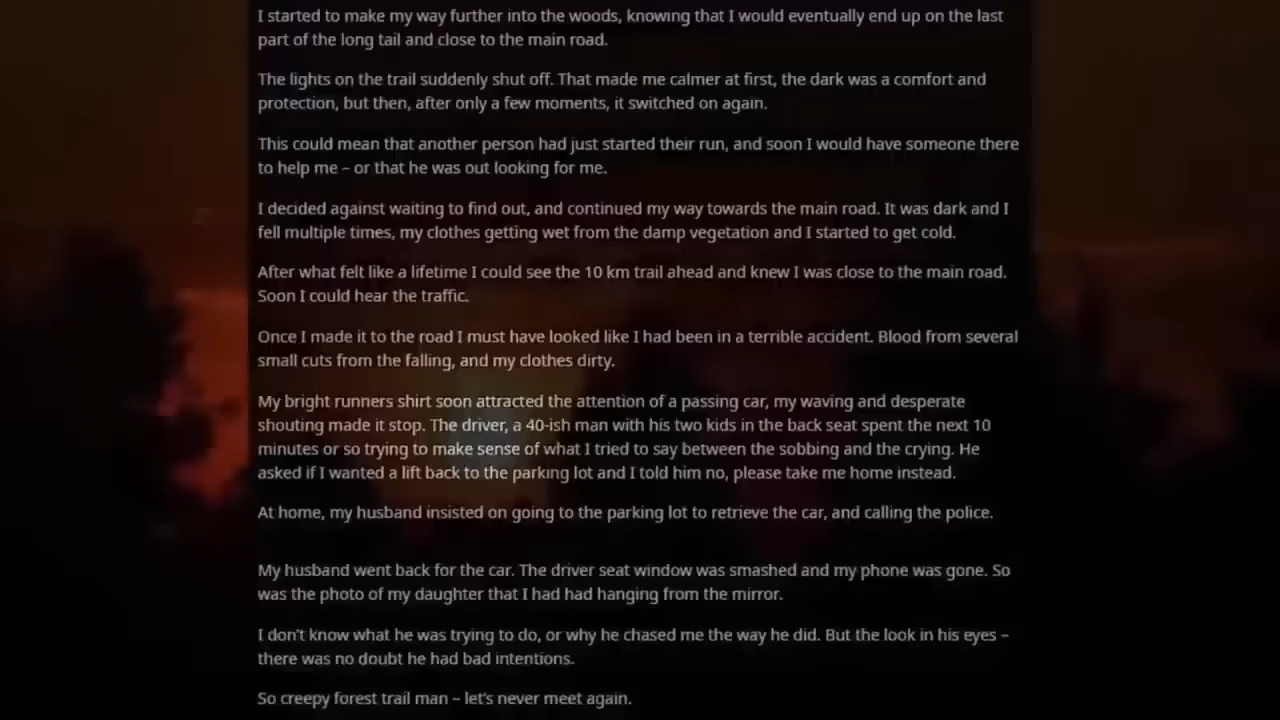 I started to make my way further into the woods, knowing that I would eventually end up on the last
part of the long tail and close to the main road.
The lights on the trail suddenly shut off. That made me calmer at first, the dark was a comfort and
protection, but then, after only a few moments, it switched on again.
This could mean that another person had just started their run, and soon I would have someone there
to help me – or that he was out looking for me.
I decided against waiting to find out, and continued my way towards the main road. It was dark and I
fell multiple times, my clothes getting wet from the damp vegetation and I started to get cold.
After what felt like a lifetime I could see the 10 km trail ahead and knew I was close to the main road.
Soon I could hear the traffic.
Once I made it to the road I must have looked like I had been in a terrible accident. Blood from several
small cuts from the falling, and my clothes dirty.
My bright runners shirt soon attracted the attention of a passing car, my waving and desperate
shouting made it stop. The driver, a 40-ish man with his two kids in the back seat spent the next 10
minutes or so trying to make sense of what I tried to say between the sobbing and the crying. He
asked if I wanted a lift back to the parking lot and I told him no, please take me home instead.
At home, my husband insisted on going to the parking lot to retrieve the car, and calling the police.
My husband went back for the car. The driver seat window was smashed and my phone was gone. So
was the photo of my daughter that I had had hanging from the mirror.
I don't know what he was trying to do, or why he chased me the way he did. But the look in his eyes –
there was no doubt he had bad intentions.
So creepy forest trail man – let's never meet again.